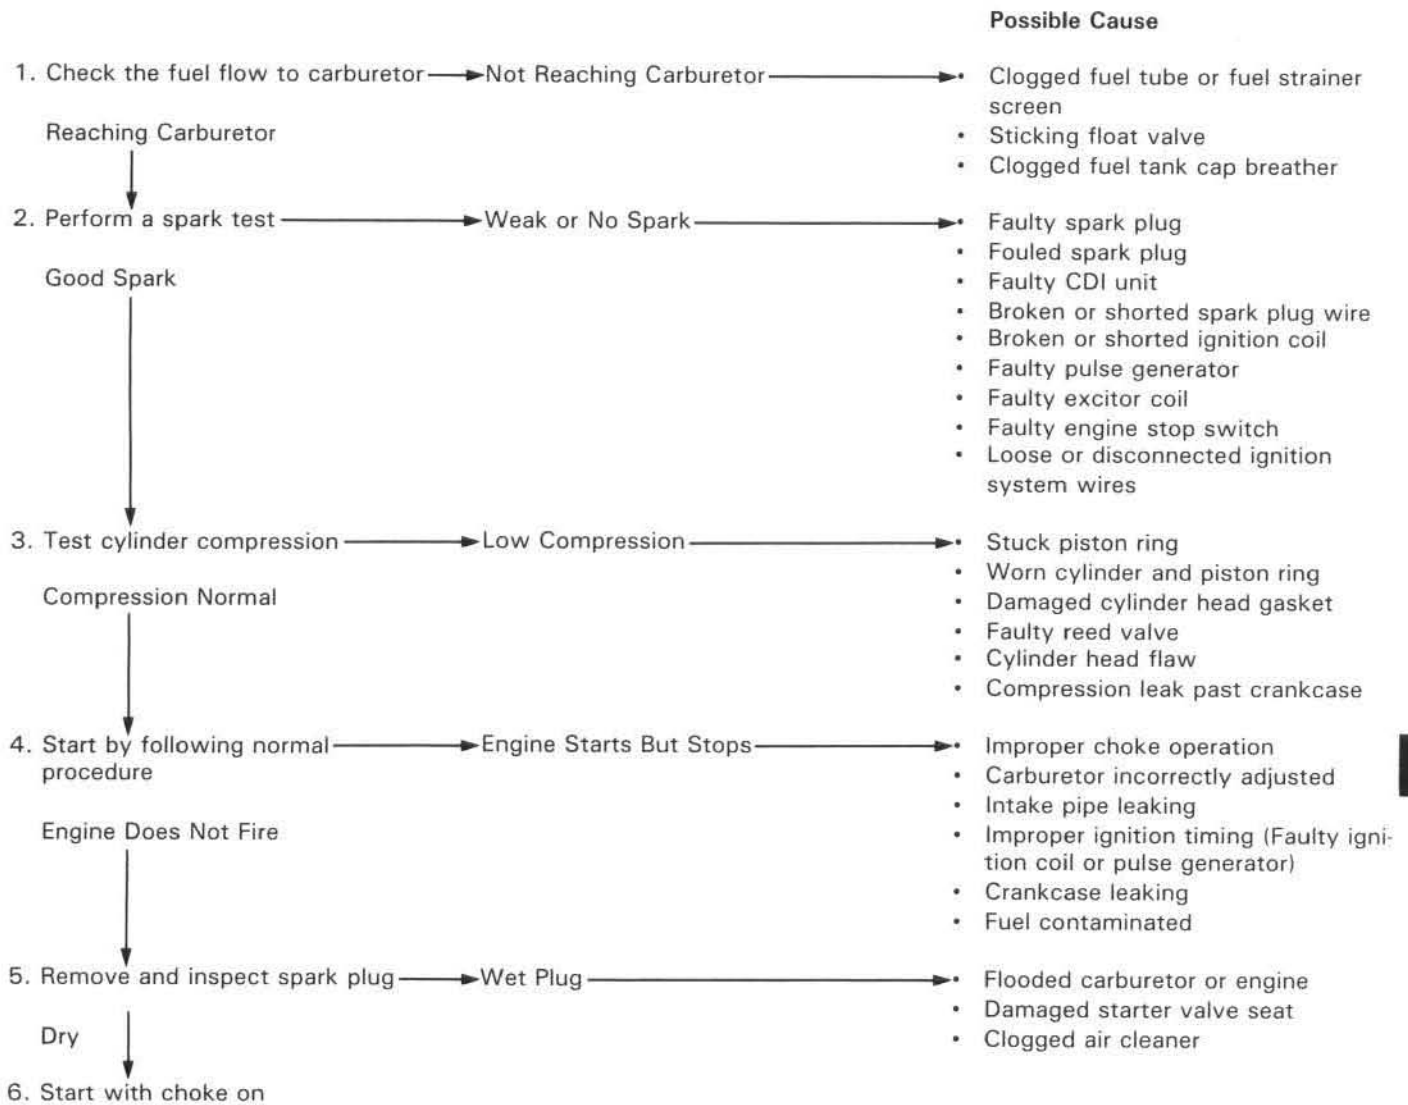 Possible Cause
1. Check the fuel flow to carburetor
Not Reaching Carburetor
• Clogged fuel tube or fuel strainer
screen
• Sticking float valve
• Clogged fuel tank cap breather
Reaching Carburetor
2. Perform a spark test
Weak or No Spark
• Faulty spark plug
• Fouled spark plug
• Faulty CDI unit
• Broken or shorted spark plug wire
• Broken or shorted ignition coil
• Faulty pulse generator
• Faulty excitor coil
• Faulty engine stop switch
• Loose or disconnected ignition
system wires
Good Spark
3. Test cylinder compression
Low Compression
• Stuck piston ring
• Worn cylinder and piston ring
• Damaged cylinder head gasket
• Faulty reed valve
• Cylinder head flaw
• Compression leak past crankcase
Compression Normal
4. Start by following normal
procedure
Engine Starts But Stops
• Improper choke operation
• Carburetor incorrectly adjusted
• Intake pipe leaking
• Improper ignition timing (Faulty igni-
tion coil or pulse generator)
• Crankcase leaking
• Fuel contaminated
Engine Does Not Fire
5. Remove and inspect spark plug
Wet Plug
• Flooded carburetor or engine
• Damaged starter valve seat
• Clogged air cleaner
Dry
6. Start with choke on